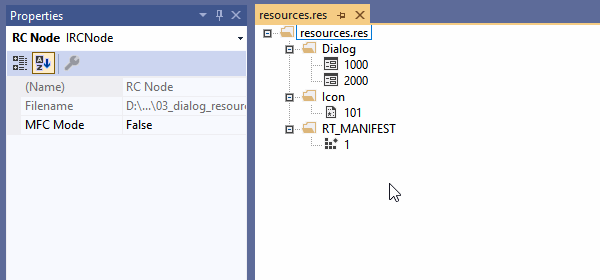 Properties
RC Node IRCNode
(Name) RC Node
Filename D:\...\03_dialog_resour
MFC Mode False
resources.res
resources.res
Dialog
1000
2000
Icon
101
RT_MANIFEST
1